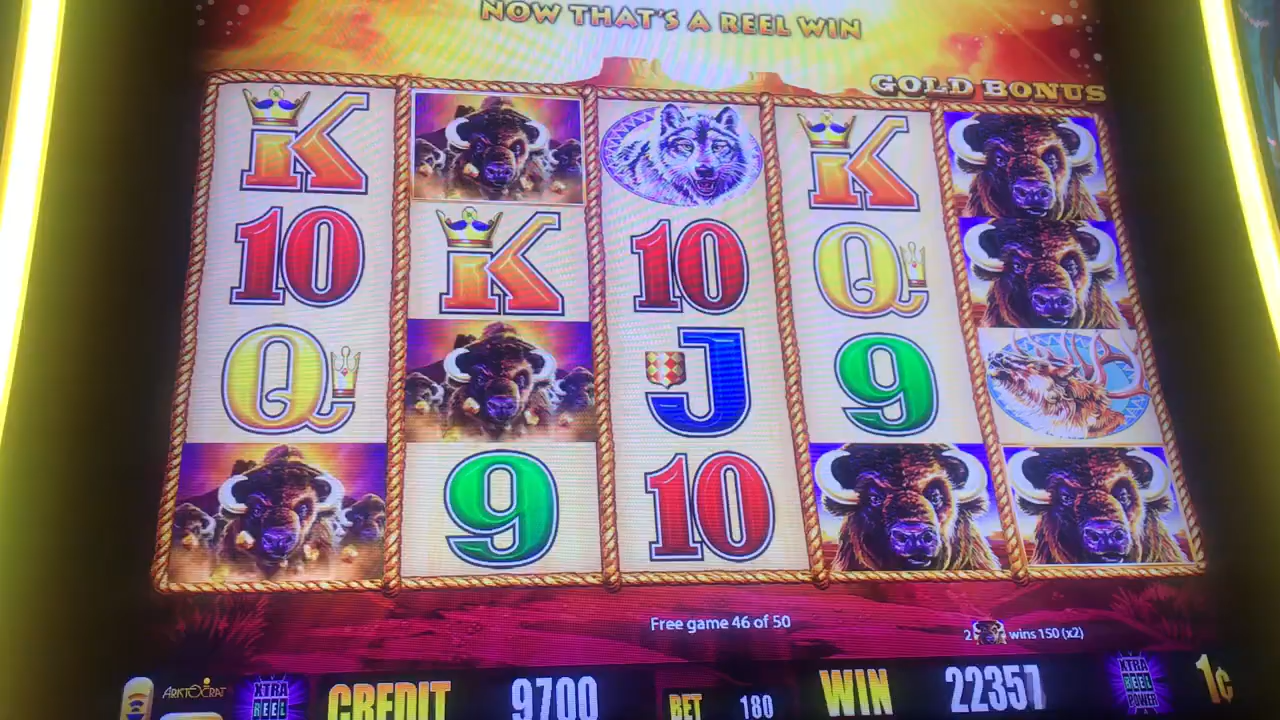 NOW THAT'S A REEL WIN
GOLD BONUS
K K
10 K 10 Q
Q J 9
9 10
Free game 46 of 50
2 wins 150 (x2)
ARISTOCRAT
XTRA REEL
CREDIT 9700
BET 180
WIN 22357
XTRA REEL POWER
1¢